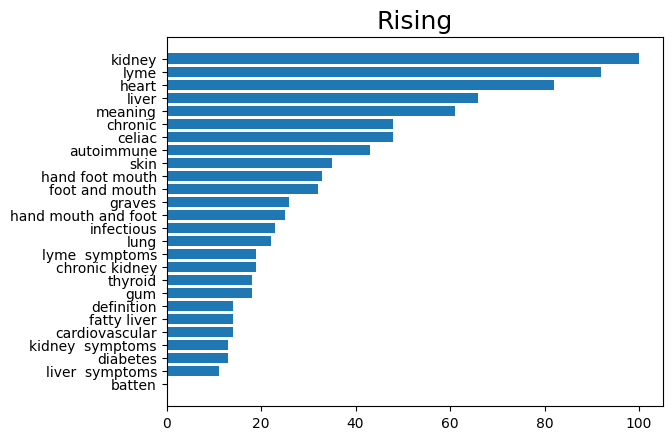 Rising
kidney
lyme
heart
liver
meaning
chronic
celiac
autoimmune
skin
hand foot mouth
foot and mouth
graves
hand mouth and foot
infectious
lung
lyme  symptoms
chronic kidney
thyroid
gum
definition
fatty liver
cardiovascular
kidney  symptoms
diabetes
liver  symptoms
batten
0 20 40 60 80 100